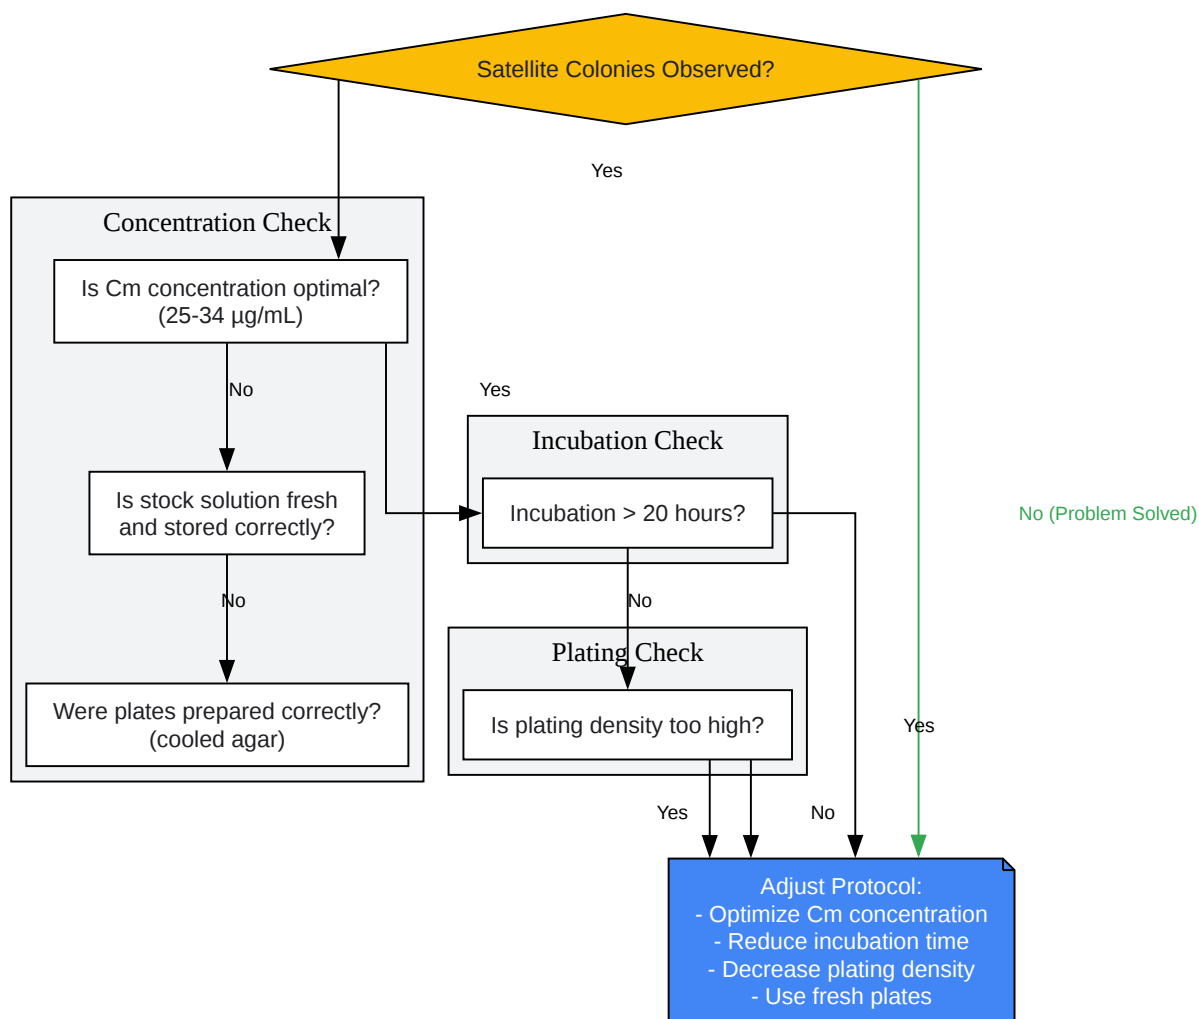 Satellite Colonies Observed?
Yes
Concentration Check
Is Cm concentration optimal?
(25-34 µg/mL)
No
Yes
Incubation Check
Is stock solution fresh
and stored correctly?
Incubation > 20 hours?
No (Problem Solved)
No
No
Plating Check
Were plates prepared correctly?
(cooled agar)
Is plating density too high?
Yes
Yes
No
Adjust Protocol:
- Optimize Cm concentration
- Reduce incubation time
- Decrease plating density
- Use fresh plates